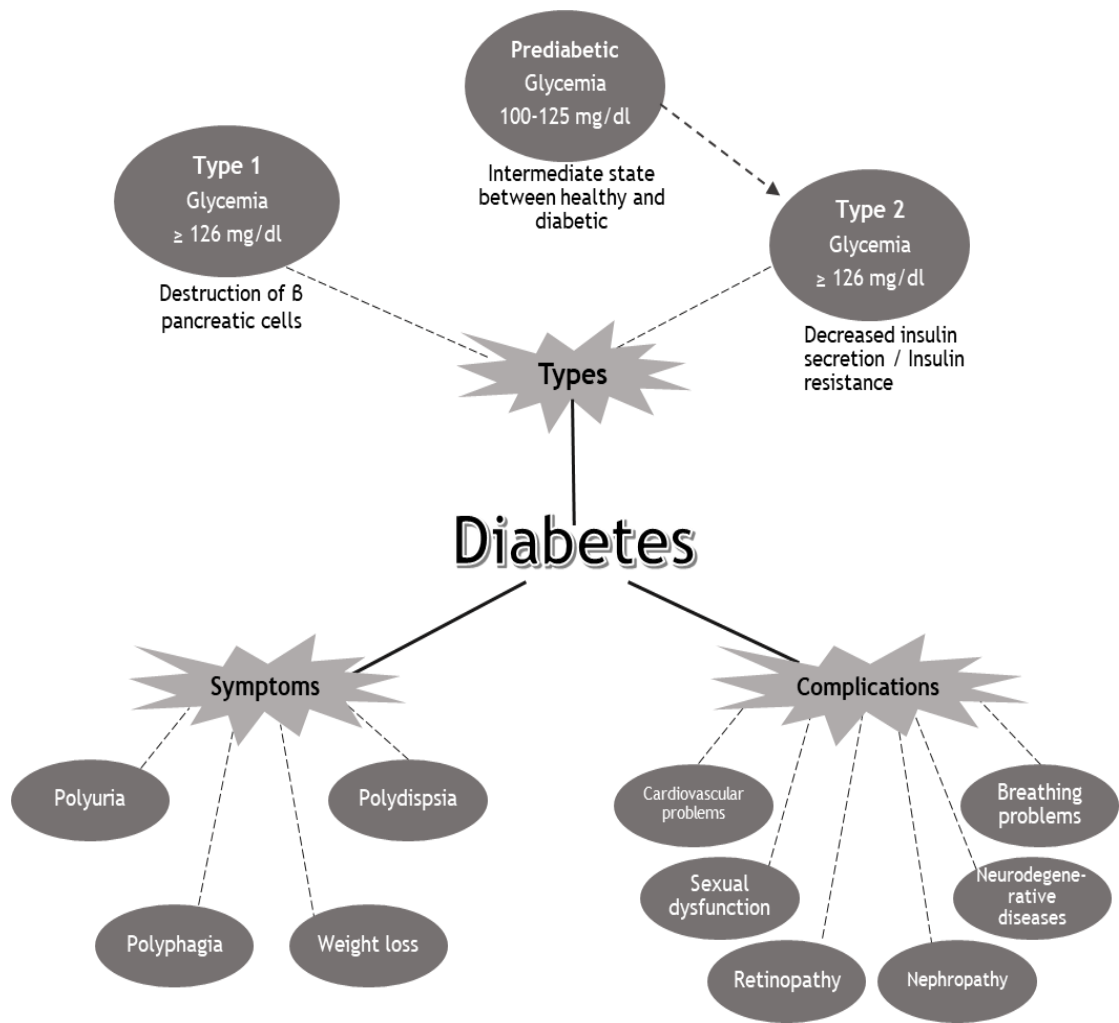 Prediabetic
Glycemia
100-125 mg/dl
Intermediate state
between healthy and
diabetic
Type 1
Glycemia
≥ 126 mg/dl
Destruction of ß
pancreatic cells
Type 2
Glycemia
≥ 126 mg/dl
Decreased insulin
secretion / Insulin
resistance
Types
Diabetes
Symptoms
Polyuria
Polydispsia
Polyphagia
Weight loss
Complications
Cardiovascular
problems
Breathing
problems
Sexual
dysfunction
Neurodegene-
rative
diseases
Retinopathy
Nephropathy